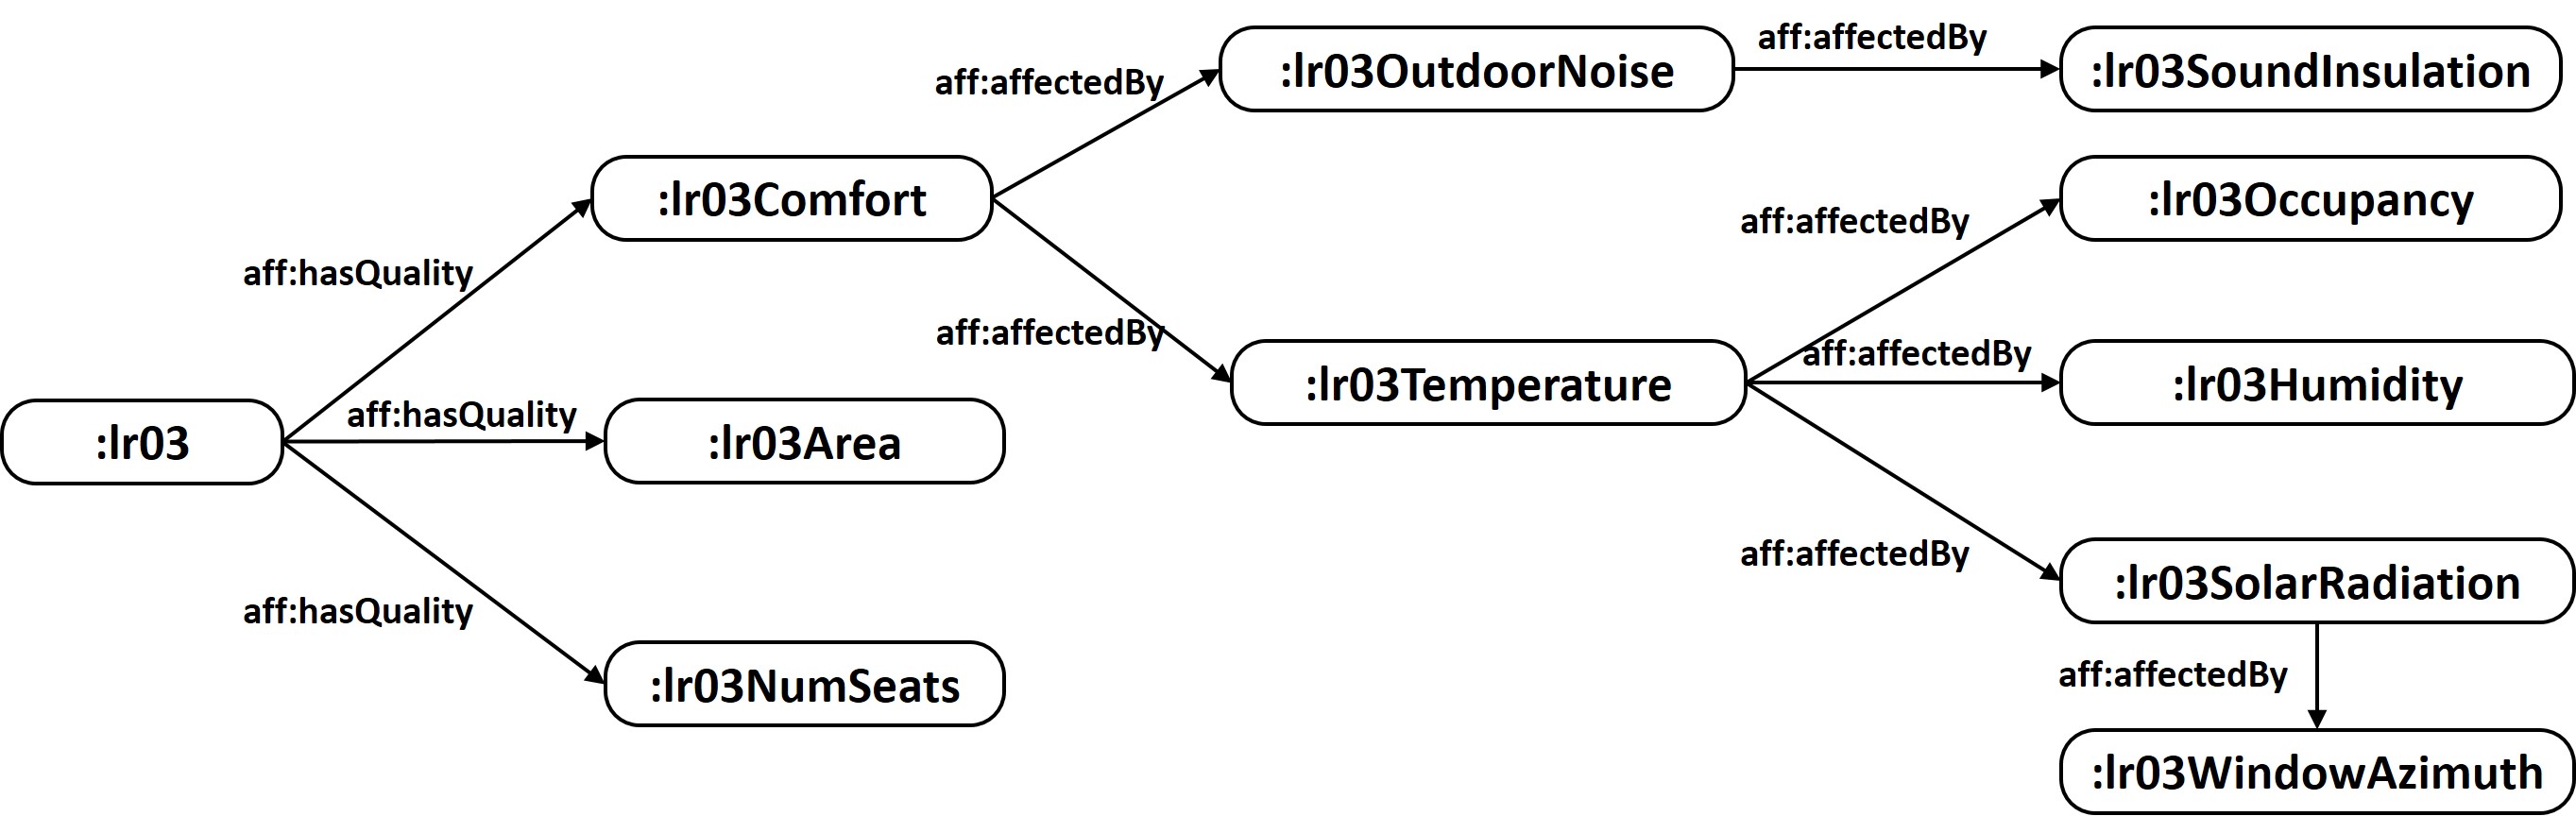 aff:affectedBy
:lr03OutdoorNoise
:lr03SoundInsulation
aff:affectedBy
:lr03Comfort
:lr03Occupancy
aff:affectedBy
aff:hasQuality
aff:affectedBy
aff:affectedBy
:lr03Temperature
:lr03Humidity
aff:hasQuality
:lr03
:lr03Area
aff:affectedBy
:lr03SolarRadiation
aff:hasQuality
:lr03NumSeats
aff:affectedBy
:lr03WindowAzimuth